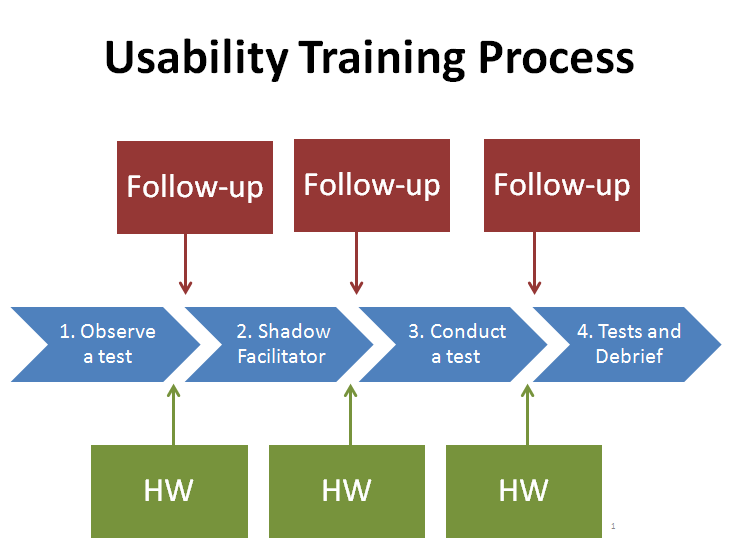 Usability Training Process
Follow-up
Follow-up
Follow-up
1. Observe
a test
2. Shadow
Facilitator
3. Conduct
a test
4. Tests and
Debrief
HW
HW
HW
1